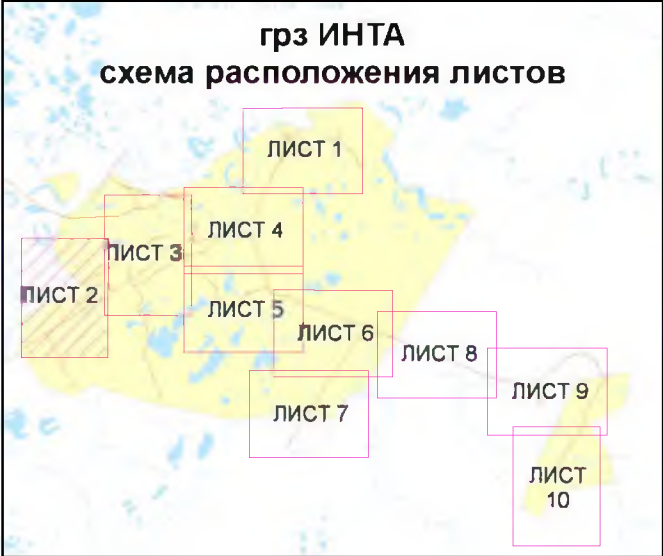 грз ИНТА
схема расположения листов
ЛИСТ 1
ЛИСТ 4
ЛИСТ 3
ЛИСТ 2
ЛИСТ 5
ЛИСТ 6
ЛИСТ 8
ЛИСТ 9
ЛИСТ 7
ЛИСТ
10